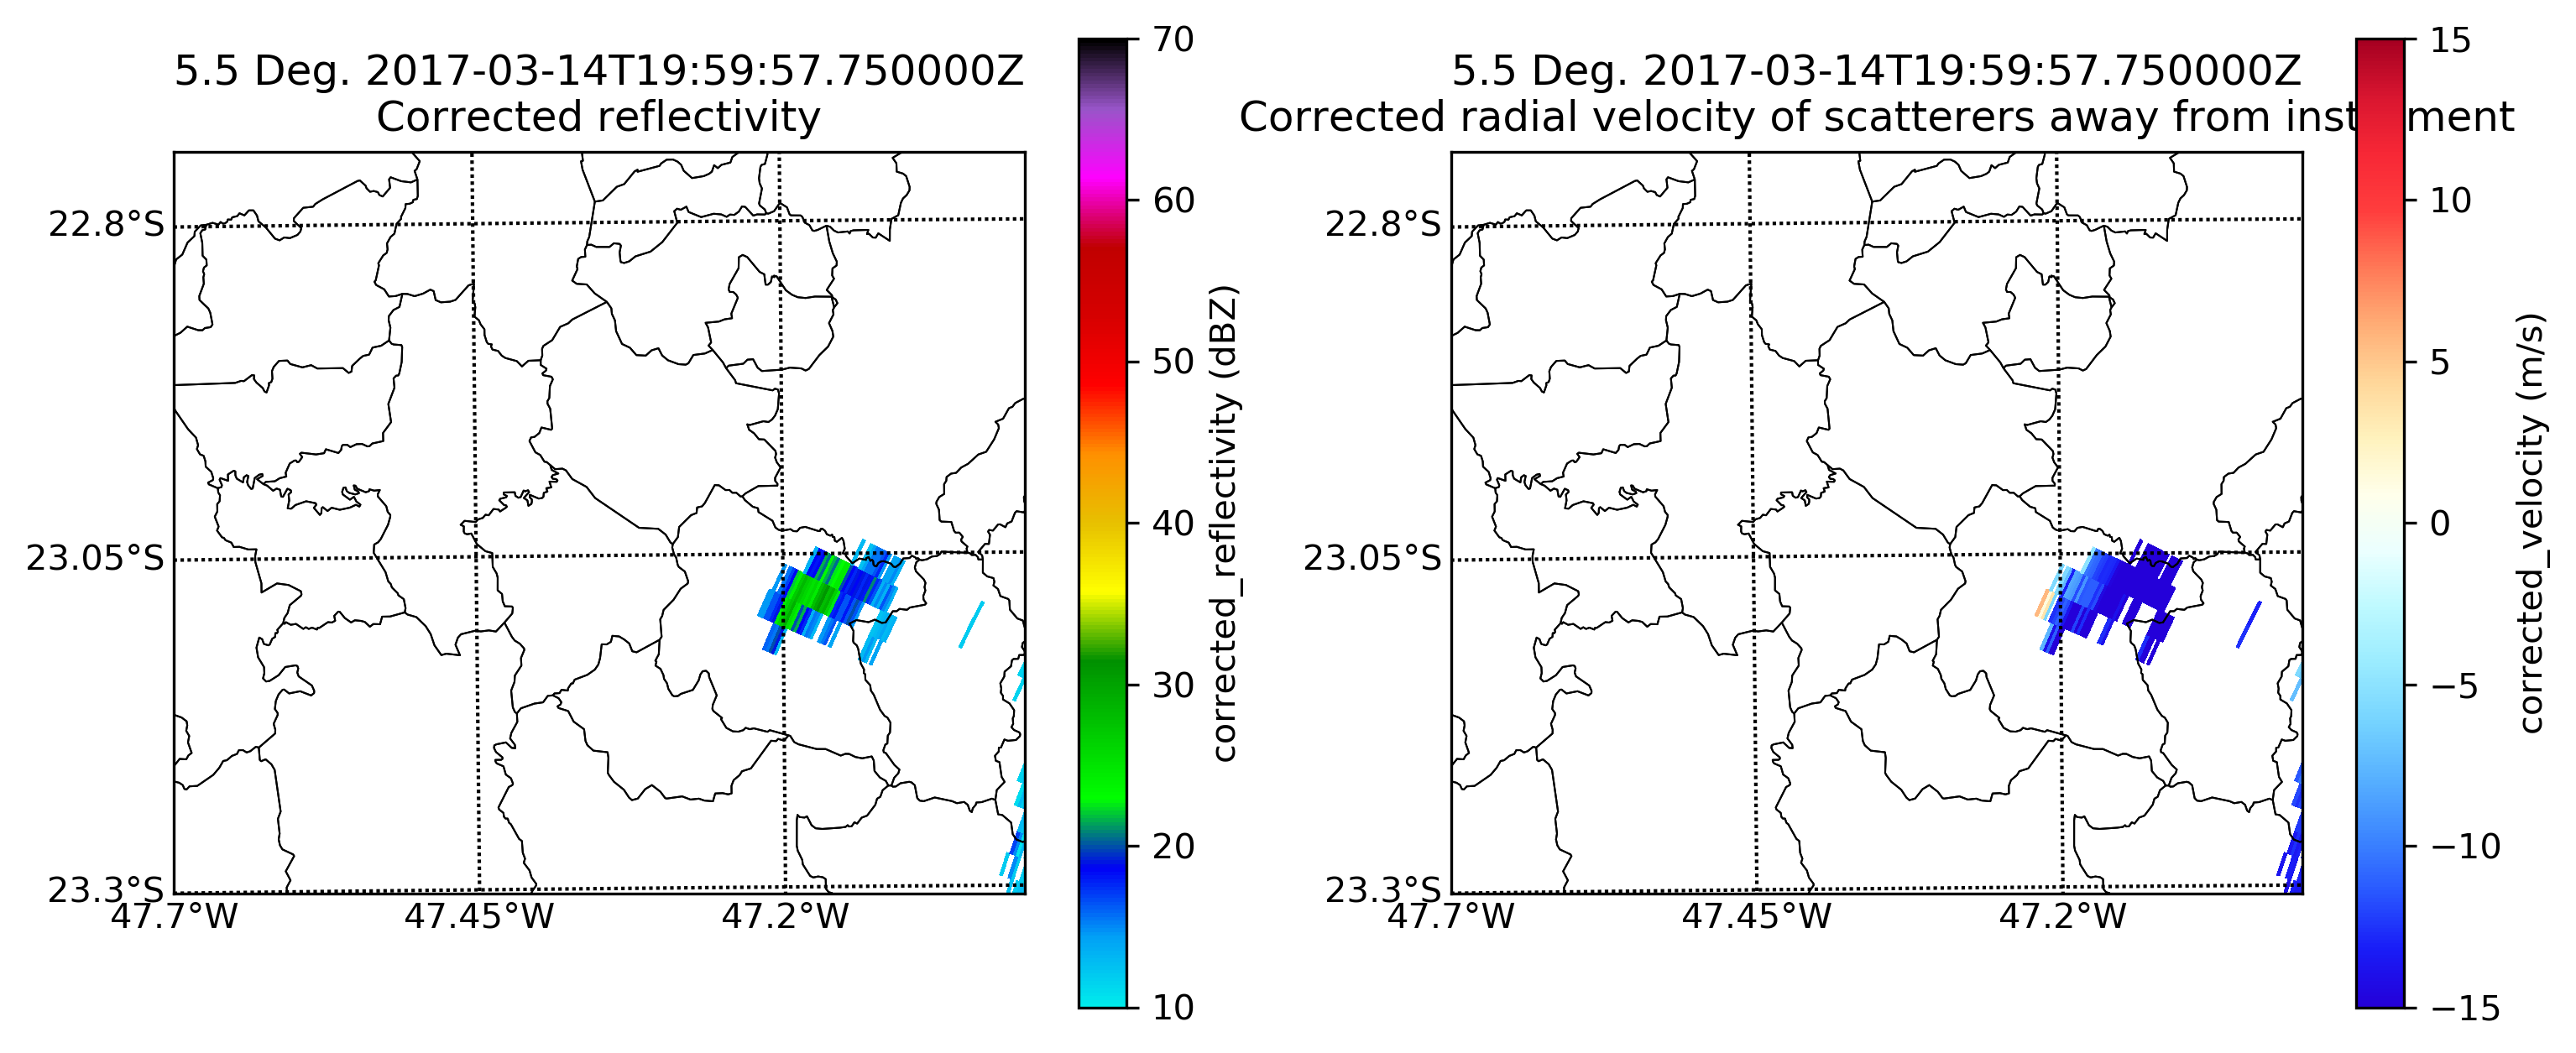 5.5 Deg. 2017-03-14T19:59:57.750000Z
Corrected reflectivity
22.8°S
23.05°S
23.3°S
47.7°W
47.45°W
47.2°W
70
60
50
40
30
20
10
corrected_reflectivity (dBZ)
5.5 Deg. 2017-03-14T19:59:57.750000Z
Corrected radial velocity of scatterers away from instrument
22.8°S
23.05°S
23.3°S
47.7°W
47.45°W
47.2°W
15
10
5
0
−5
−10
−15
corrected_velocity (m/s)